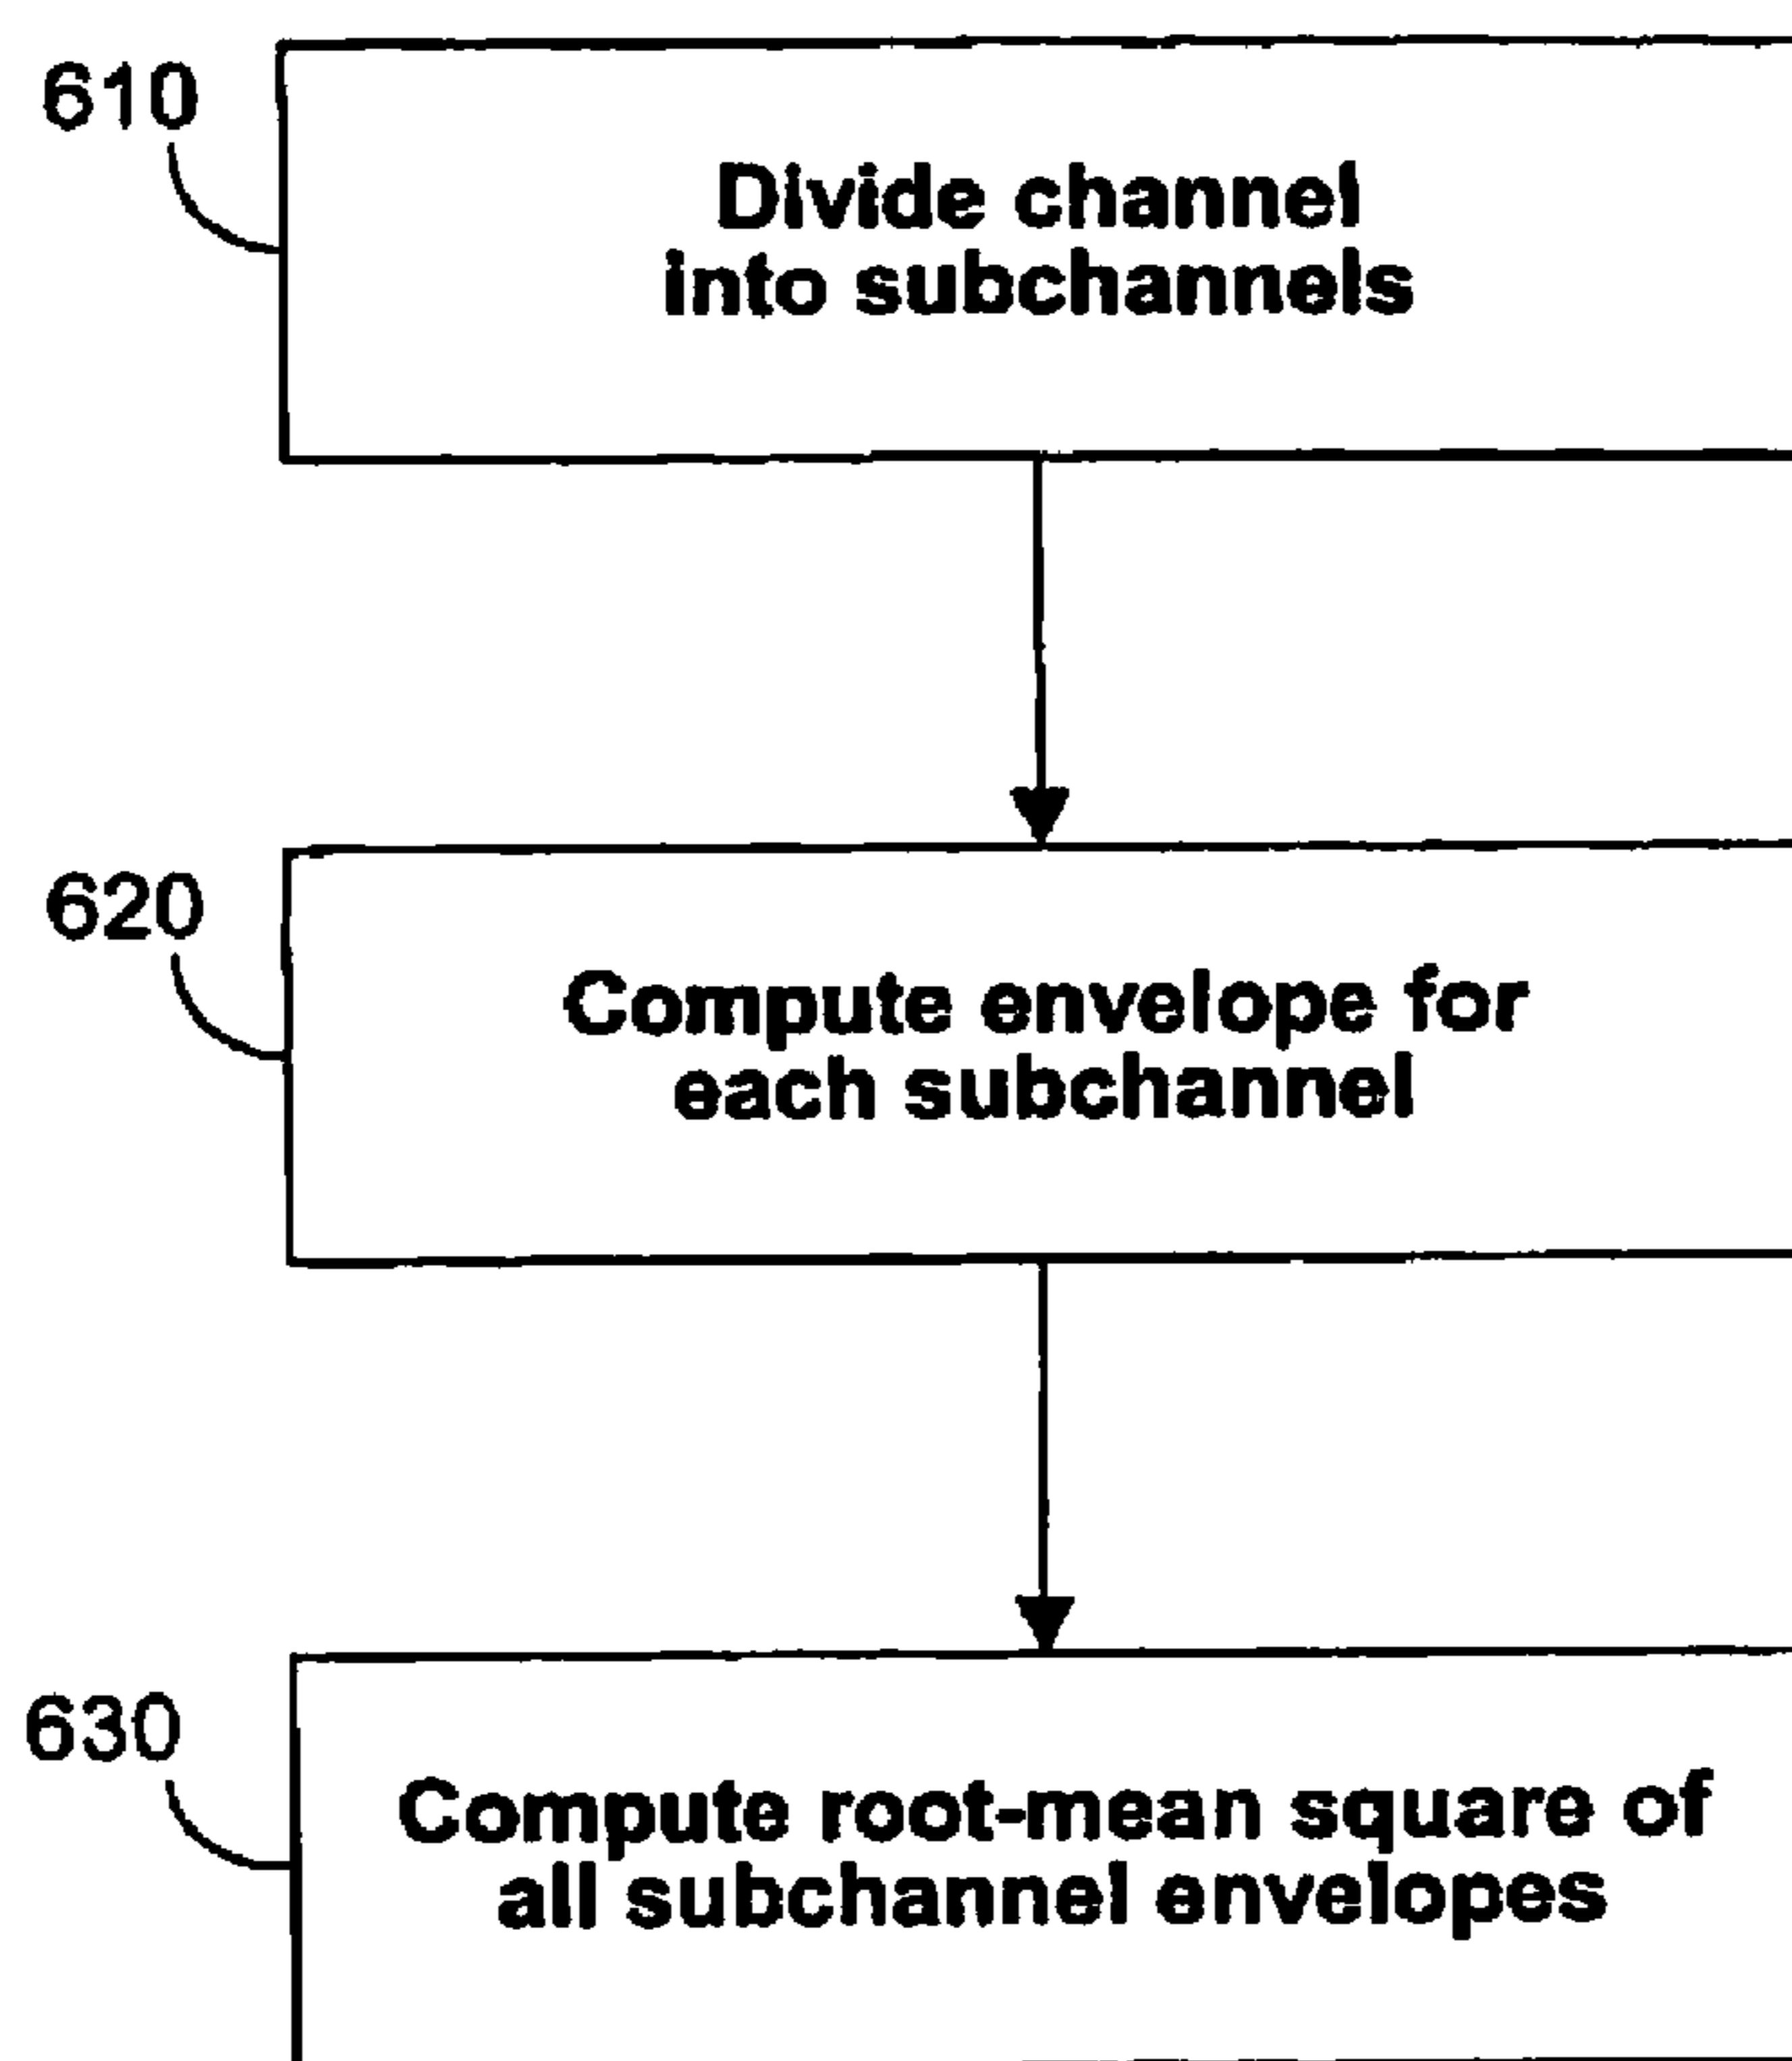 610
Divide channel
into subchannels
620
Compute envelope for
each subchannel
630
Compute root-mean square of
all subchannel envelopes